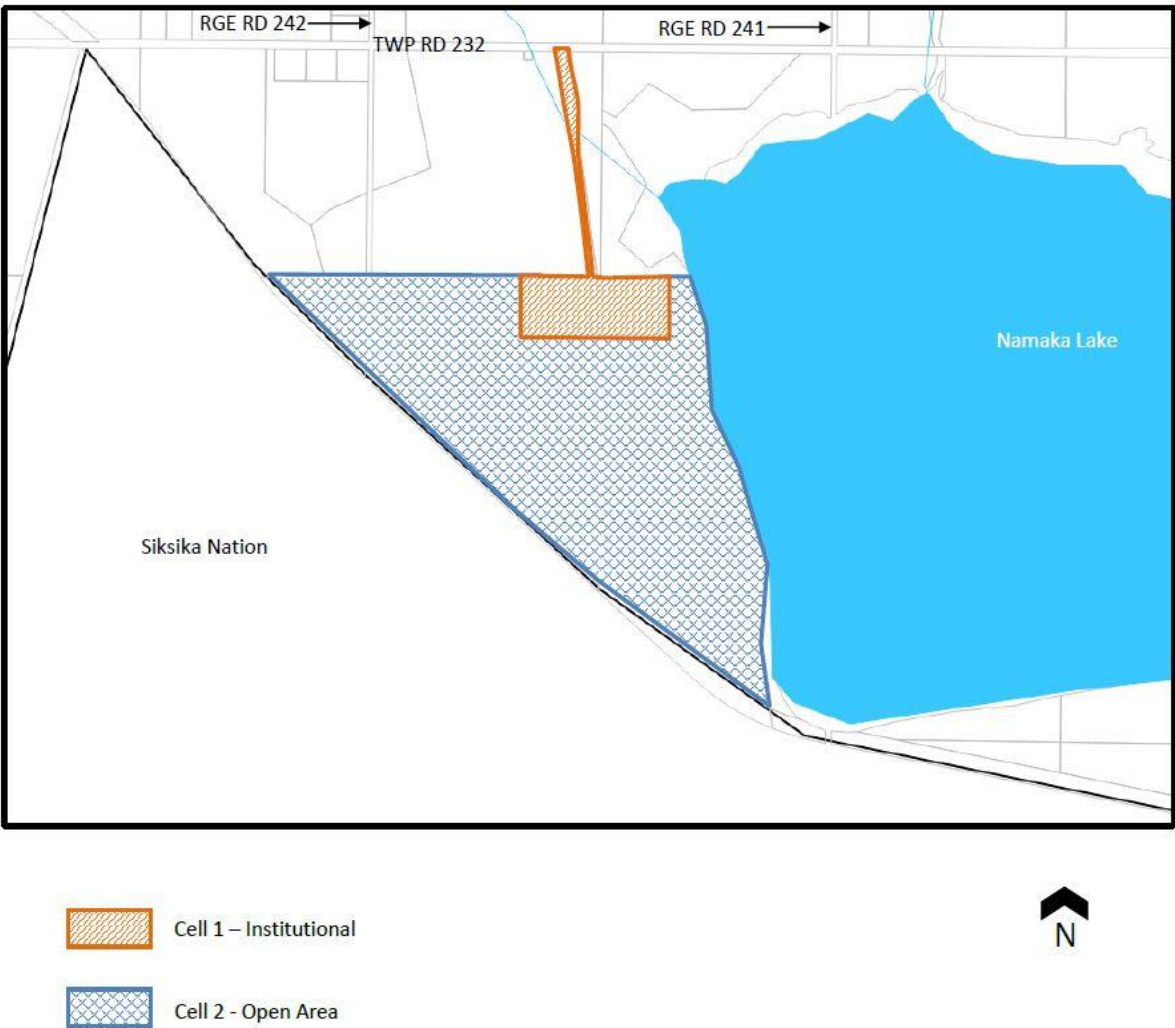 RGE RD 242
RGE RD 241
TWP RD 232
Namaka Lake
Siksika Nation
Cell 1 – Institutional
N
Cell 2 - Open Area